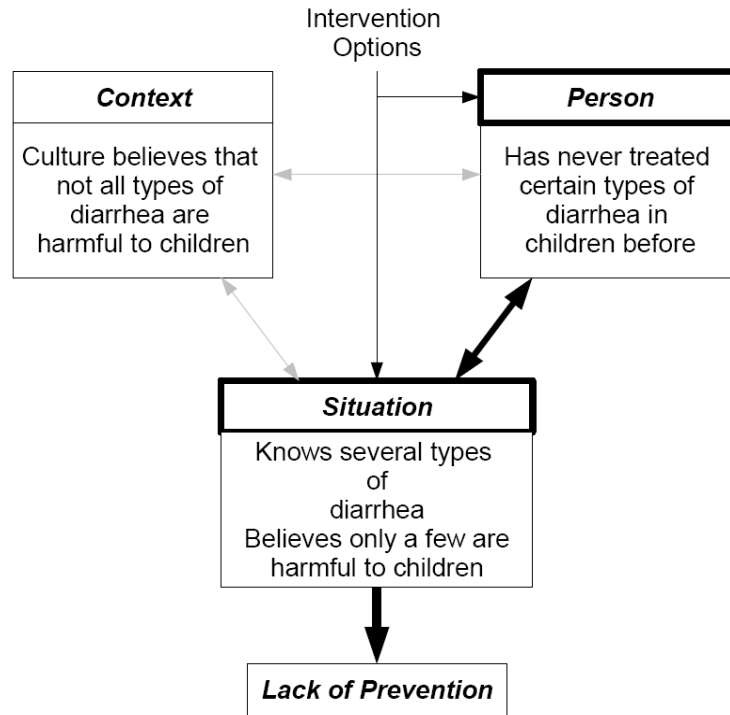 Intervention
Options
Context
Culture believes that
not all types of
diarrhea are
harmful to children
Person
Has never treated
certain types of
diarrhea in
children before
Situation
Knows several types
of
diarrhea
Believes only a few are
harmful to children
Lack of Prevention